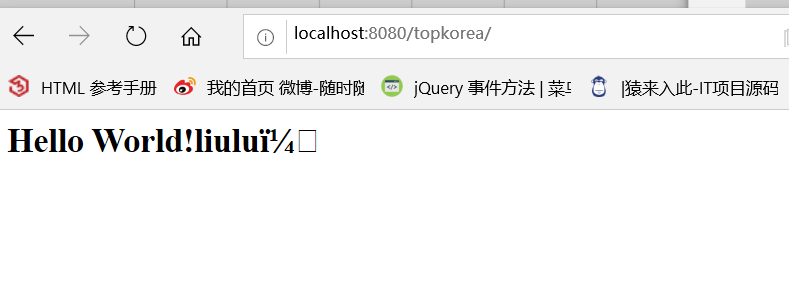 localhost:8080/topkorea/
HTML 参考手册 我的首页 微博-随时随 jQuery 事件方法 | 菜 |猿来入此-IT项目源码
Hello World!liuluï¼